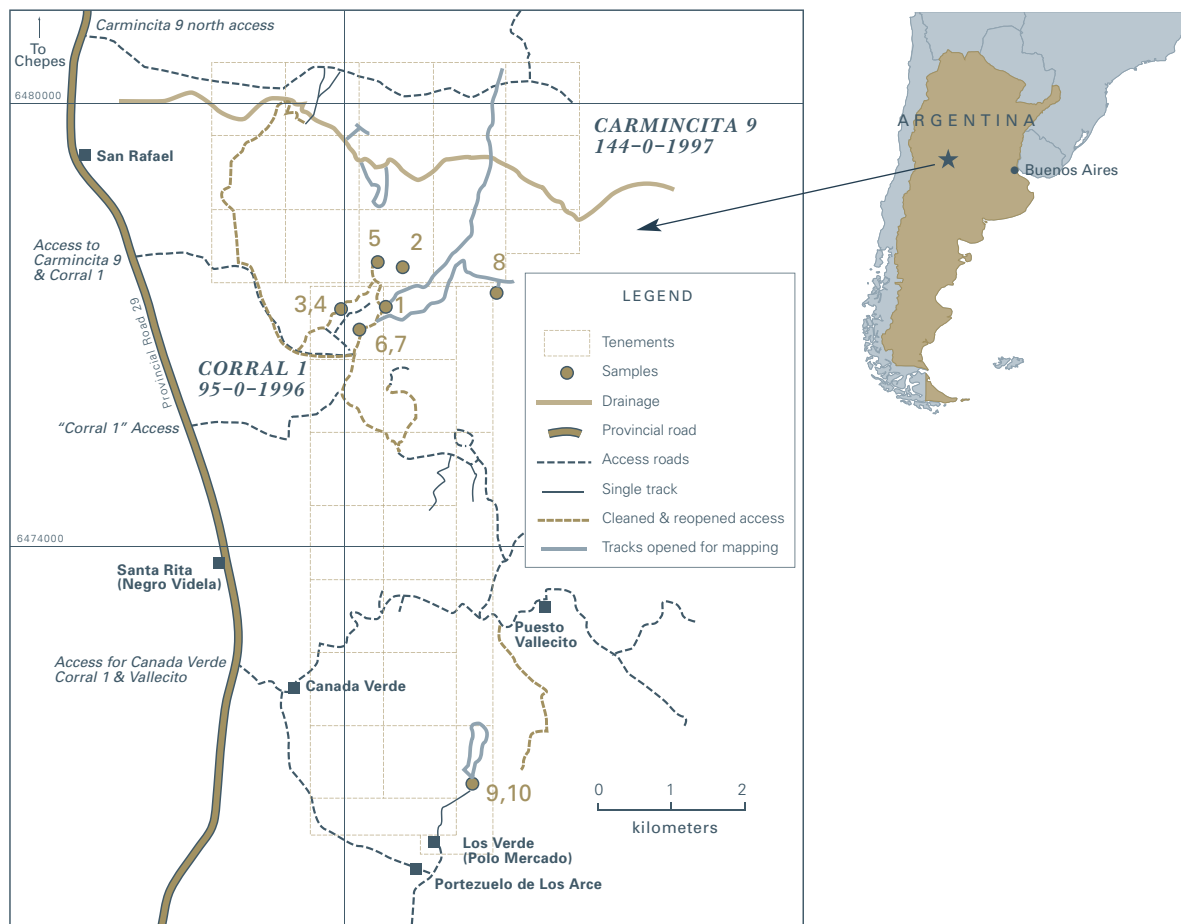 Carmincita 9 north access
To
Chepes
6480000
San Rafael
CARMINCITA 9
144-0-1997
ARGENTINA
Buenos Aires
Access to
Carmincita 9
& Corral 1
5
2
8
3,4
1
6,7
Provincial Road 29
CORRAL 1
95-0-1996
"Corral 1" Access
LEGEND
Tenements
Samples
Drainage
Provincial road
Access roads
Single track
Cleaned & reopened access
Tracks opened for mapping
6474000
Santa Rita
(Negro Videla)
Puesto
Vallecito
Access for Canada Verde
Corral 1 & Vallecito
Canada Verde
9,10
0 1 2
kilometers
Los Verde
(Polo Mercado)
Portezuelo de Los Arce